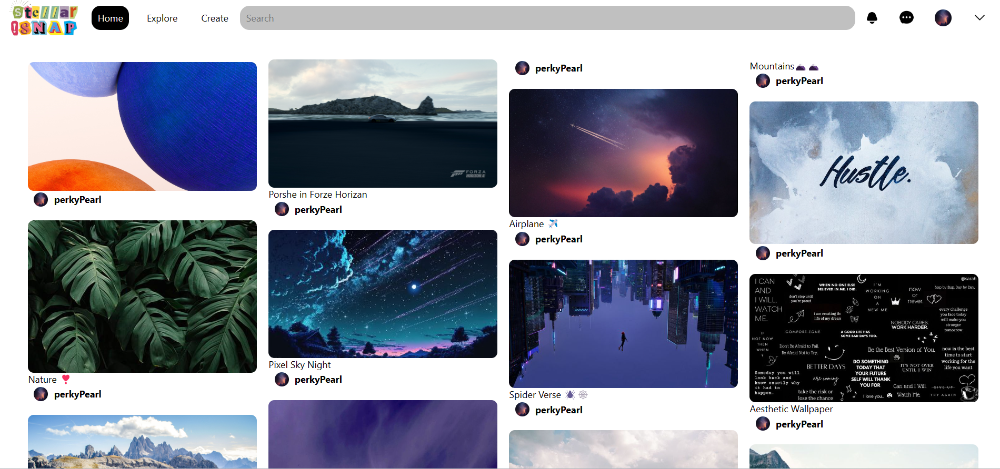 Stellar
!SNAP
Home
Explore
Create
Search
perkyPearl
Nature
perkyPearl
FORZA
HORIZON 4
Porshe in Forze Horizan
perkyPearl
Pixel Sky Night
perkyPearl
perkyPearl
Airplane
perkyPearl
Spider Verse
perkyPearl
Mountains
perkyPearl
Hustle.
perkyPearl
@sarah
I CAN
AND
I WILL.
WATCH
ME.
WHEN NO ONE ELSE
BELIEVED IN ME, I DID.
don't stop until
you're proud
i am creating the
life of my dream
I'M
WORKING
ON
A
NEW ME
now
or
never.
Step by Step. Day by Day.
every challenge
you face today
will make you
stronger
tomorrow
NOBODY CARES,
WORK HARDER.
COMFORT ZONE
A GOOD LIFE HAS
SOME BAD DAYS TOO.
IF
NOT NOW
THEN
WHEN
?
Don't Be Afraid to Fail.
Be Afraid Not to Try.
Be the Best Version of You.
now is the best
time to start
working for the
life you want
BETTER DAYS
are coming
DO SOMETHING
TODAY THAT
YOUR FUTURE
SELF WILL THANK
YOU FOR
IT'S NOT OVER
UNTIL I WIN
Someday you will
look back and
know exactly why
it had to
happen.
take the risk or
lose the chance
I love you..
Can and I Will.
Watch Me.
GIVE UP
TRY AGAIN
Aesthetic Wallpaper
perkyPearl